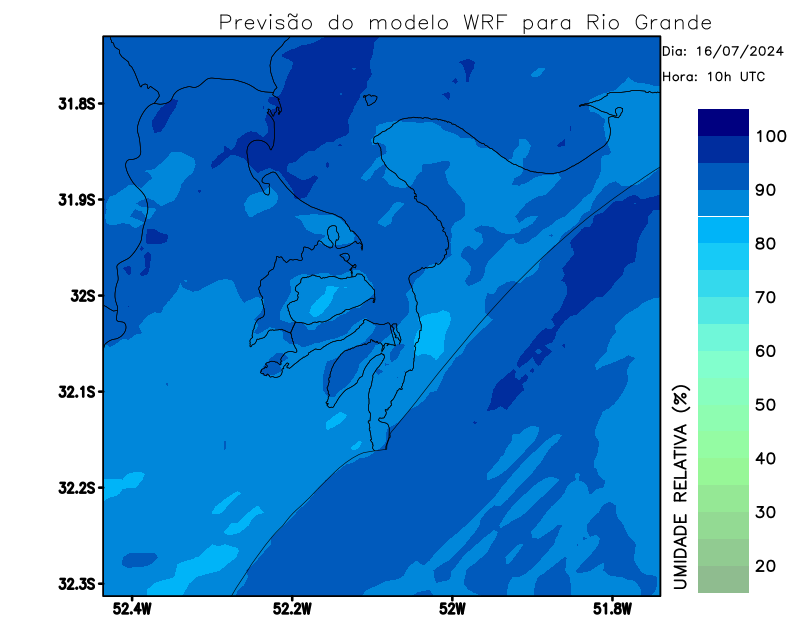 Previsão do modelo WRF para Rio Grande
Dia: 16/07/2024
Hora: 10h UTC
31.8S
31.9S
32S
32.1S
32.2S
32.3S
52.4W
52.2W
52W
51.8W
100
90
80
70
60
50
40
30
20
UMIDADE RELATIVA (%)